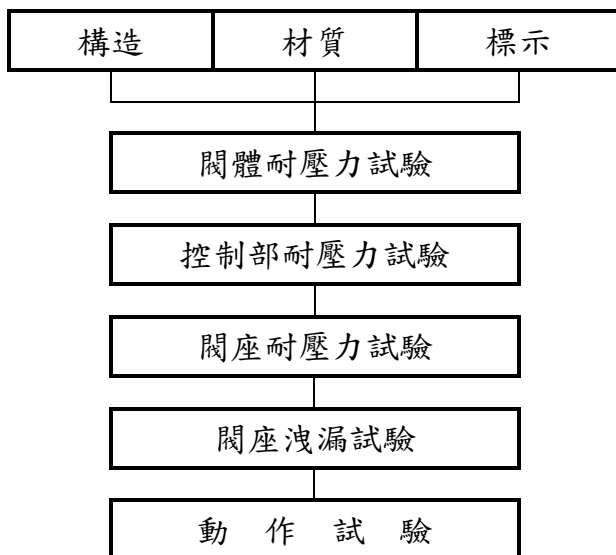 構造 材質 標示
閥體耐壓力試驗
控制部耐壓力試驗
閥座耐壓力試驗
閥座洩漏試驗
動作試驗